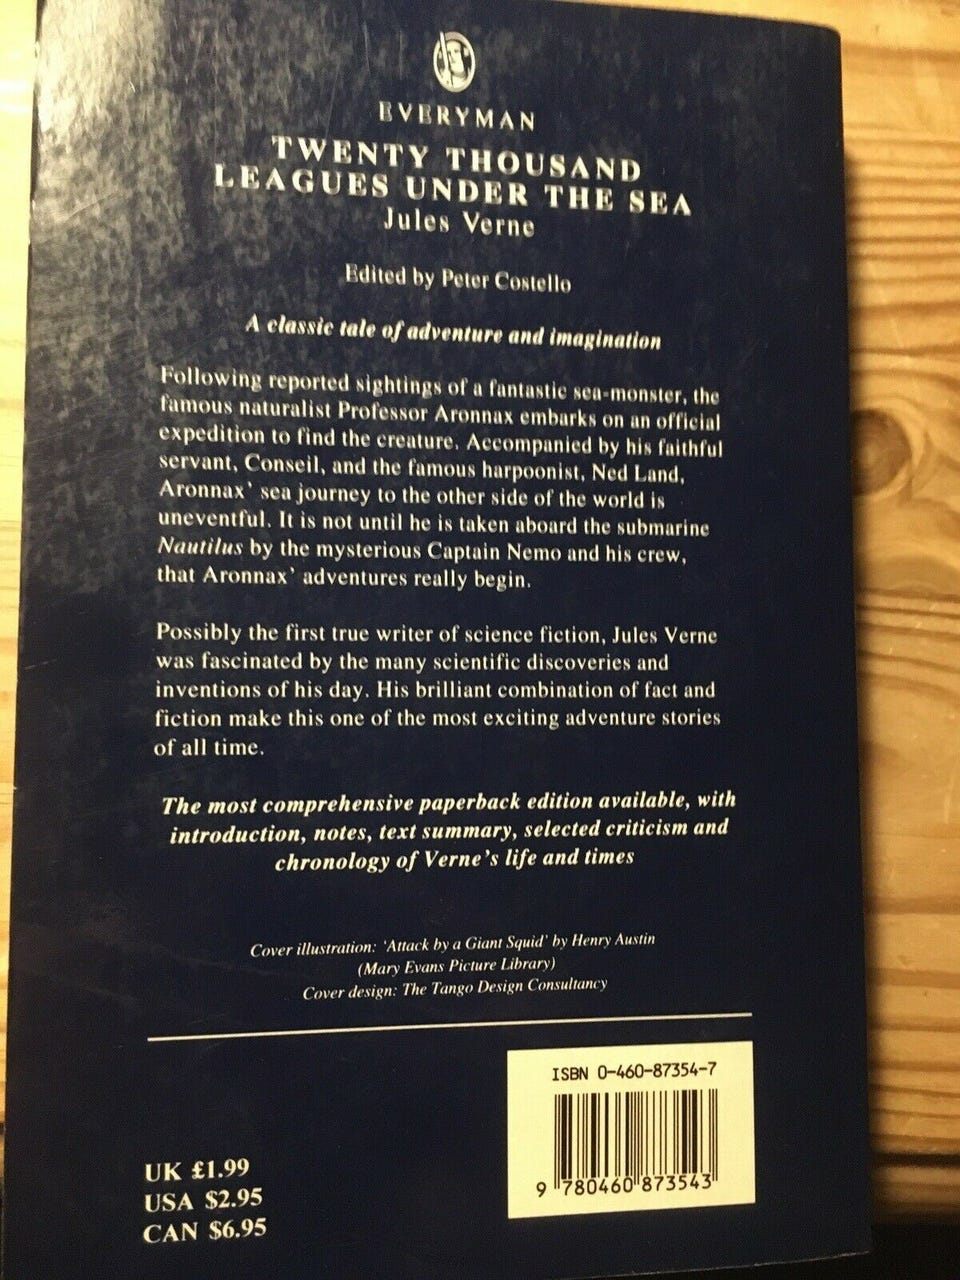 EVERYMAN
TWENTY THOUSAND
LEAGUES UNDER THE SEA
Jules Verne
Edited by Peter Costello
A classic tale of adventure and imagination
Following reported sightings of a fantastic sea-monster, the
famous naturalist Professor Aronnax embarks on an official
expedition to find the creature. Accompanied by his faithful
servant, Conseil, and the famous harpoonist, Ned Land,
Aronnax' sea journey to the other side of the world is
uneventful. It is not until he is taken aboard the submarine
Nautilus by the mysterious Captain Nemo and his crew,
that Aronnax' adventures really begin.
Possibly the first true writer of science fiction, Jules Verne
was fascinated by the many scientific discoveries and
inventions of his day. His brilliant combination of fact and
fiction make this one of the most exciting adventure stories
of all time.
The most comprehensive paperback edition available, with
introduction, notes, text summary, selected criticism and
chronology of Verne's life and times
Cover illustration: 'Attack by a Giant Squid' by Henry Austin
(Mary Evans Picture Library)
Cover design: The Tango Design Consultancy
ISBN 0-460-87354-7
9 780460 873543
UK £1.99
USA $2.95
CAN $6.95